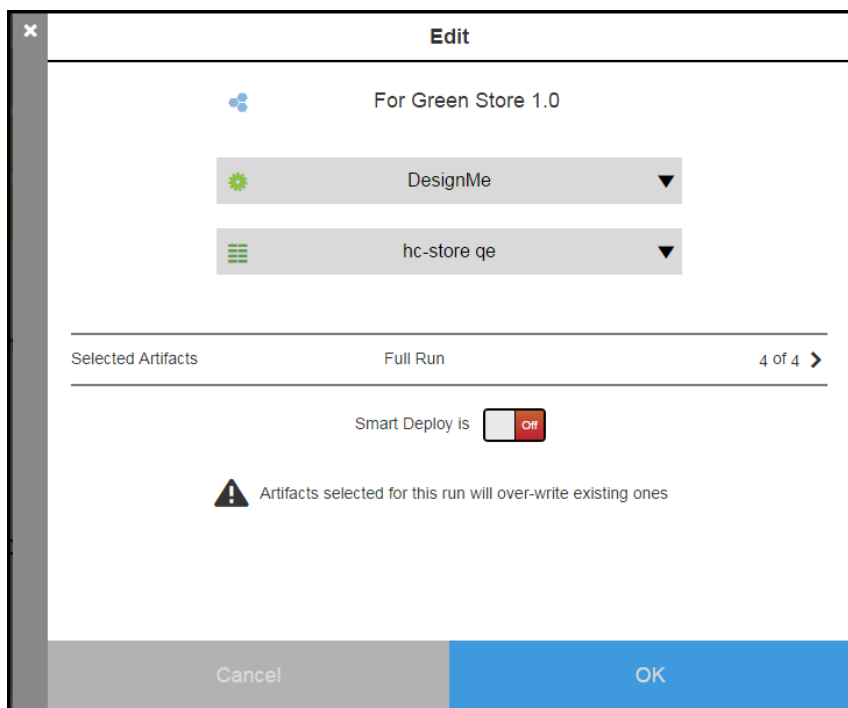 Edit
For Green Store 1.0
DesignMe
hc-store qe
Selected Artifacts Full Run 4 of 4
Smart Deploy is Off
Artifacts selected for this run will over-write existing ones
Cancel OK